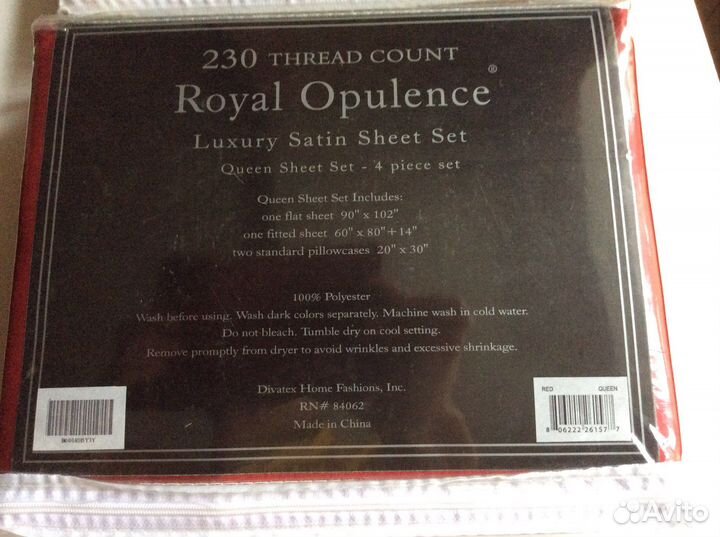 230 THREAD COUNT
Royal Opulence®
Luxury Satin Sheet Set
Queen Sheet Set - 4 piece set
Queen Sheet Set Includes:
one flat sheet 90" x 102"
one fitted sheet 60" x 80"+14"
two standard pillowcases 20" x 30"
100% Polyester
Wash before using. Wash dark colors separately. Machine wash in cold water.
Do not bleach. Tumble dry on cool setting.
Remove promptly from dryer to avoid wrinkles and excessive shrinkage.
Divatex Home Fashions, Inc.
RN# 84062
Made in China
RED QUEEN
8 06222 26157 7
Avito